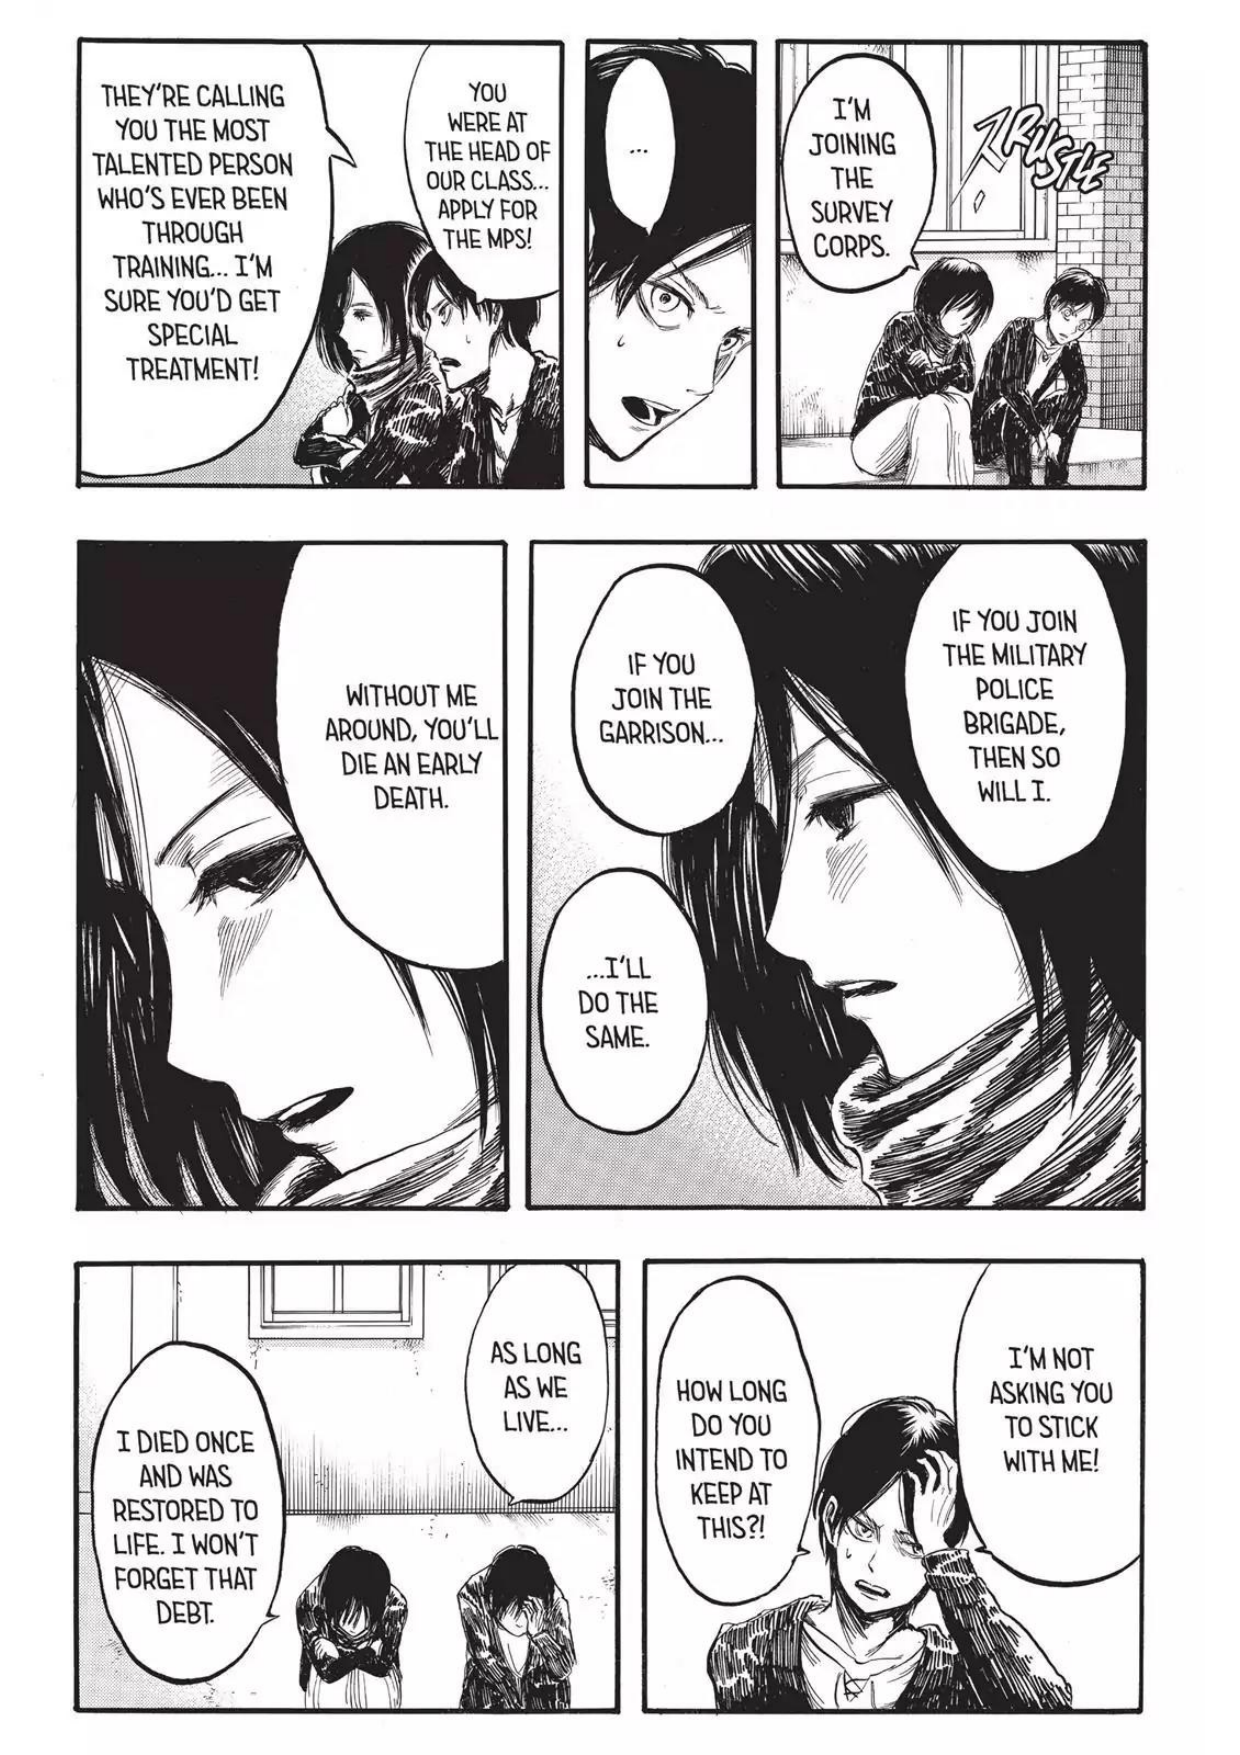 I'M
JOINING
THE
SURVEY
CORPS.
RUSTLE
...
YOU
WERE AT
THE HEAD OF
OUR CLASS...
APPLY FOR
THE MPS!
THEY'RE CALLING
YOU THE MOST
TALENTED PERSON
WHO'S EVER BEEN
THROUGH
TRAINING... I'M
SURE YOU'D GET
SPECIAL
TREATMENT!
IF YOU JOIN
THE MILITARY
POLICE
BRIGADE,
THEN SO
WILL I.
IF YOU
JOIN THE
GARRISON...
...I'LL
DO THE
SAME.
WITHOUT ME
AROUND, YOU'LL
DIE AN EARLY
DEATH.
I'M NOT
ASKING YOU
TO STICK
WITH ME!
HOW LONG
DO YOU
INTEND TO
KEEP AT
THIS?!
AS LONG
AS WE
LIVE...
I DIED ONCE
AND WAS
RESTORED TO
LIFE. I WON'T
FORGET THAT
DEBT.